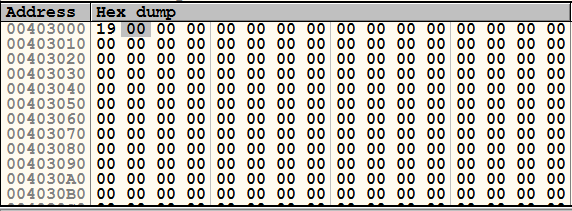 Address Hex dump
00403000 19 00 00 00 00 00 00 00 00 00 00 00 00 00 00 00
00403010 00 00 00 00 00 00 00 00 00 00 00 00 00 00 00 00
00403020 00 00 00 00 00 00 00 00 00 00 00 00 00 00 00 00
00403030 00 00 00 00 00 00 00 00 00 00 00 00 00 00 00 00
00403040 00 00 00 00 00 00 00 00 00 00 00 00 00 00 00 00
00403050 00 00 00 00 00 00 00 00 00 00 00 00 00 00 00 00
00403060 00 00 00 00 00 00 00 00 00 00 00 00 00 00 00 00
00403070 00 00 00 00 00 00 00 00 00 00 00 00 00 00 00 00
00403080 00 00 00 00 00 00 00 00 00 00 00 00 00 00 00 00
00403090 00 00 00 00 00 00 00 00 00 00 00 00 00 00 00 00
004030A0 00 00 00 00 00 00 00 00 00 00 00 00 00 00 00 00
004030B0 00 00 00 00 00 00 00 00 00 00 00 00 00 00 00 00